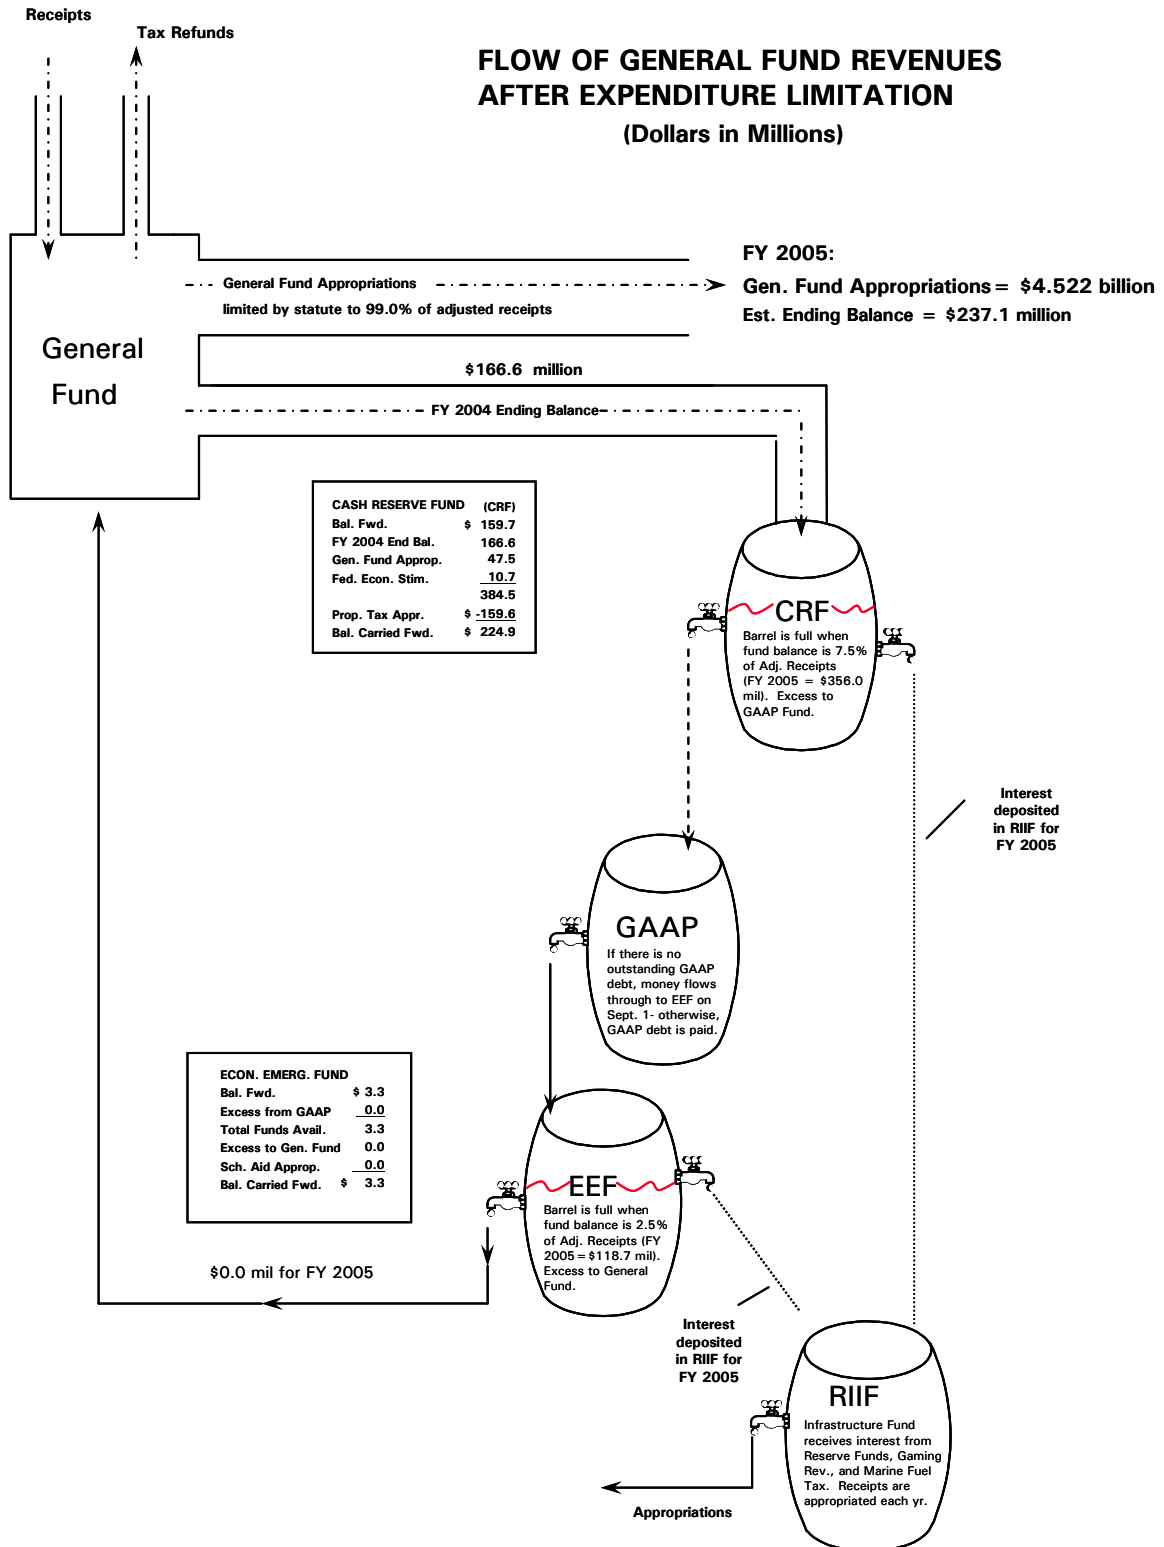 Receipts
Tax Refunds
FLOW OF GENERAL FUND REVENUES
AFTER EXPENDITURE LIMITATION
(Dollars in Millions)
FY 2005:
General Fund Appropriations
Gen. Fund Appropriations = $4.522 billion
limited by statute to 99.0% of adjusted receipts
Est. Ending Balance = $237.1 million
General
Fund
$166.6 million
FY 2004 Ending Balance
CASH RESERVE FUND (CRF)
Bal. Fwd. $ 159.7
FY 2004 End Bal. 166.6
Gen. Fund Approp. 47.5
Fed. Econ. Stim. 10.7
384.5
Prop. Tax Appr. $ -159.6
Bal. Carried Fwd. $ 224.9
CRF
Barrel is full when
fund balance is 7.5%
of Adj. Receipts
(FY 2005 = $356.0
mil). Excess to
GAAP Fund.
Interest
deposited
in RIIF for
FY 2005
GAAP
If there is no
outstanding GAAP
debt, money flows
through to EEF on
Sept. 1- otherwise,
GAAP debt is paid.
ECON. EMERG. FUND
Bal. Fwd. $ 3.3
Excess from GAAP 0.0
Total Funds Avail. 3.3
Excess to Gen. Fund 0.0
Sch. Aid Approp. 0.0
Bal. Carried Fwd. $ 3.3
EEF
Barrel is full when
fund balance is 2.5%
of Adj. Receipts (FY
2005=$118.7 mil).
Excess to General
Fund.
$0.0 mil for FY 2005
Interest
deposited
in RIIF for
FY 2005
RIIF
Infrastructure Fund
receives interest from
Reserve Funds, Gaming
Rev., and Marine Fuel
Tax. Receipts are
appropriated each yr.
Appropriations